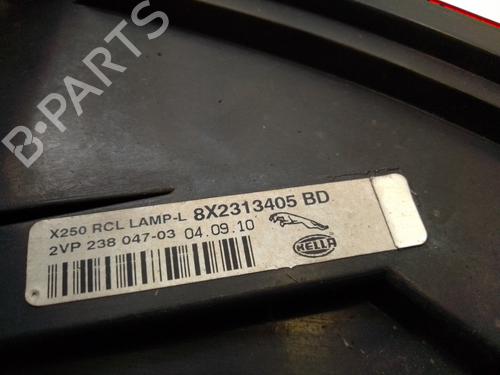 B-PARTS
X250 RCL LAMP-L 8X2313405 BD
2VP 238 047-03 04.09.10
HELLA